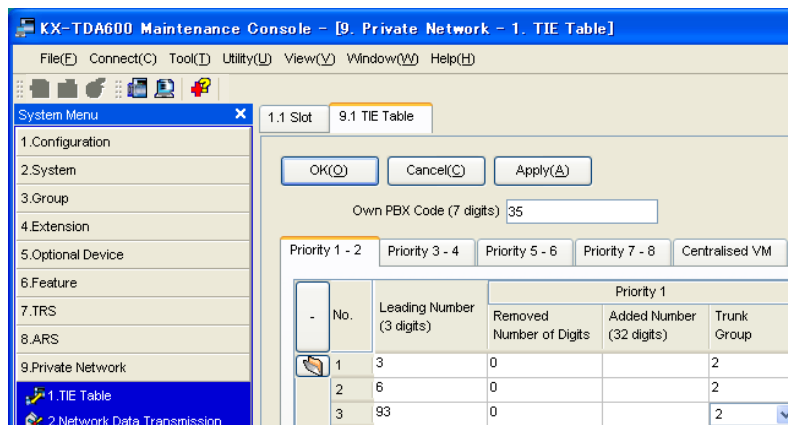 KX-TDA600 Maintenance Console - [9. Private Network - 1. TIE Table]
File(F) Connect(C) Tool(T) Utility(U) View(V) Window(W) Help(H)
System Menu
1.1 Slot 9.1 TIE Table
1.Configuration
2.System
3.Group
4.Extension
5.Optional Device
6.Feature
7.TRS
8.ARS
9.Private Network
1.TIE Table
2.Network Data Transmission
OK(O) Cancel(C) Apply(A)
Own PBX Code (7 digits) 35
Priority 1 - 2 Priority 3 - 4 Priority 5 - 6 Priority 7 - 8 Centralised VM
Priority 1
- No. Leading Number (3 digits) Removed Number of Digits Added Number (32 digits) Trunk Group
1 3 0 2
2 6 0 2
3 93 0 2